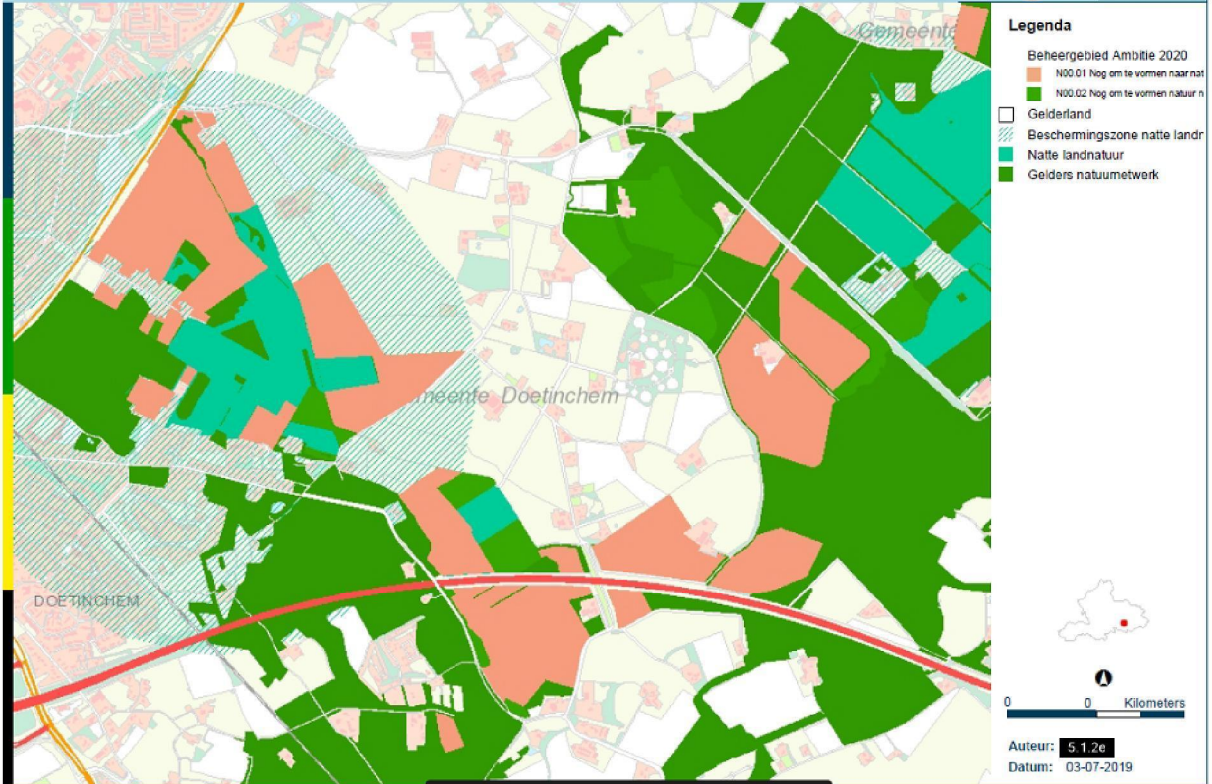 Gemeente
meente Doetinchem
DOETINCHEM
Legenda
Beheergebied Ambitie 2020
N00.01 Nog om te vormen naar nat
N00.02 Nog om te vormen natuur n
Gelderland
Beschermingszone natte landr
Natte landnatuur
Gelders natuurnetwerk
0 0 Kilometers
Auteur: 5.1.2e
Datum: 03-07-2019